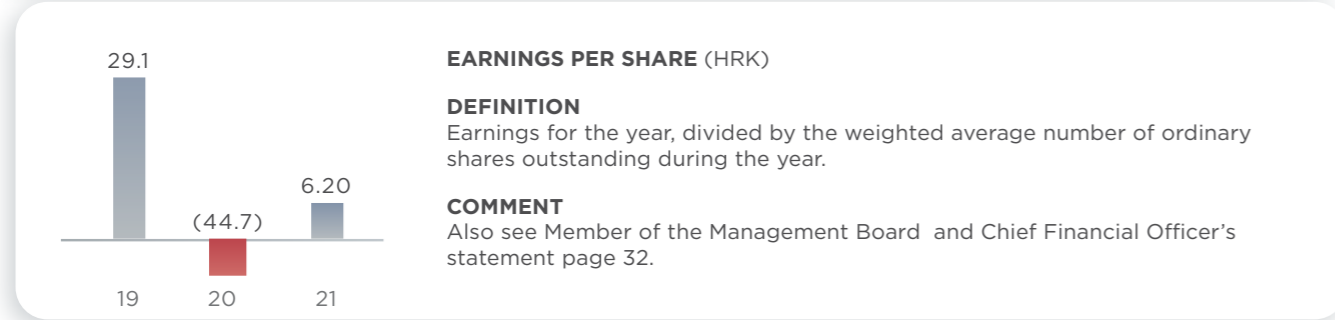 29.1
(44.7)
6.20
19 20 21
EARNINGS PER SHARE (HRK)
DEFINITION
Earnings for the year, divided by the weighted average number of ordinary
shares outstanding during the year.
COMMENT
Also see Member of the Management Board  and Chief Financial Officer’s
statement page 32.